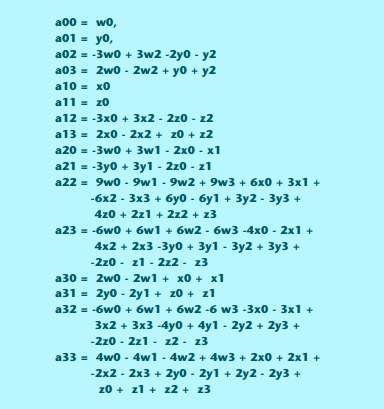 a00 = w0,
a01 = y0,
a02 = -3w0 + 3w2 -2y0 - y2
a03 = 2w0 - 2w2 + y0 + y2
a10 = x0
a11 = z0
a12 = -3x0 + 3x2 - 2z0 - z2
a13 = 2x0 - 2x2 + z0 + z2
a20 = -3w0 + 3w1 - 2x0 - x1
a21 = -3y0 + 3y1 - 2z0 - z1
a22 = 9w0 - 9w1 - 9w2 + 9w3 + 6x0 + 3x1 +
-6x2 - 3x3 + 6y0 - 6y1 + 3y2 - 3y3 +
4z0 + 2z1 + 2z2 + z3
a23 = -6w0 + 6w1 + 6w2 - 6w3 -4x0 - 2x1 +
4x2 + 2x3 -3y0 + 3y1 - 3y2 + 3y3 +
-2z0 - z1 - 2z2 - z3
a30 = 2w0 - 2w1 + x0 + x1
a31 = 2y0 - 2y1 + z0 + z1
a32 = -6w0 + 6w1 + 6w2 -6 w3 -3x0 - 3x1 +
3x2 + 3x3 -4y0 + 4y1 - 2y2 + 2y3 +
-2z0 - 2z1 - z2 - z3
a33 = 4w0 - 4w1 - 4w2 + 4w3 + 2x0 + 2x1 +
-2x2 - 2x3 + 2y0 - 2y1 + 2y2 - 2y3 +
z0 + z1 + z2 + z3